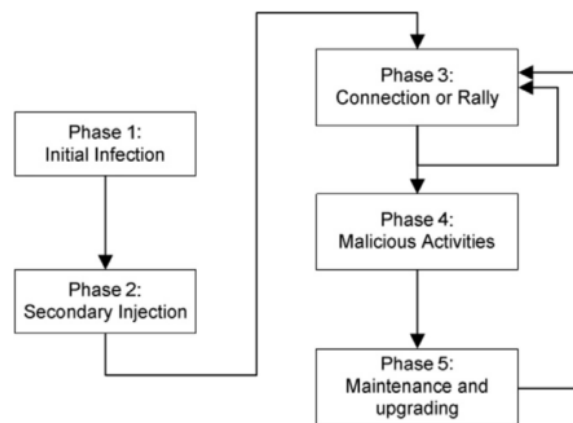 Phase 1:
Initial Infection
Phase 2:
Secondary Injection
Phase 3:
Connection or Rally
Phase 4:
Malicious Activities
Phase 5:
Maintenance and
upgrading